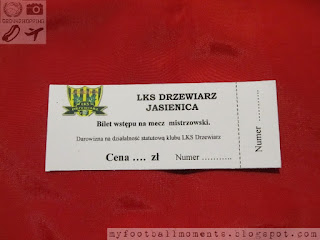 LKS DRZEWIARZ
JASIENICA
Bilet wstępu na mecz mistrzowski.
Darowizna na działalność statutową klubu LKS Drzewiarz
Cena .... zł
Numer ...........
Numer ...........
myfootballmoments.blogspot.com